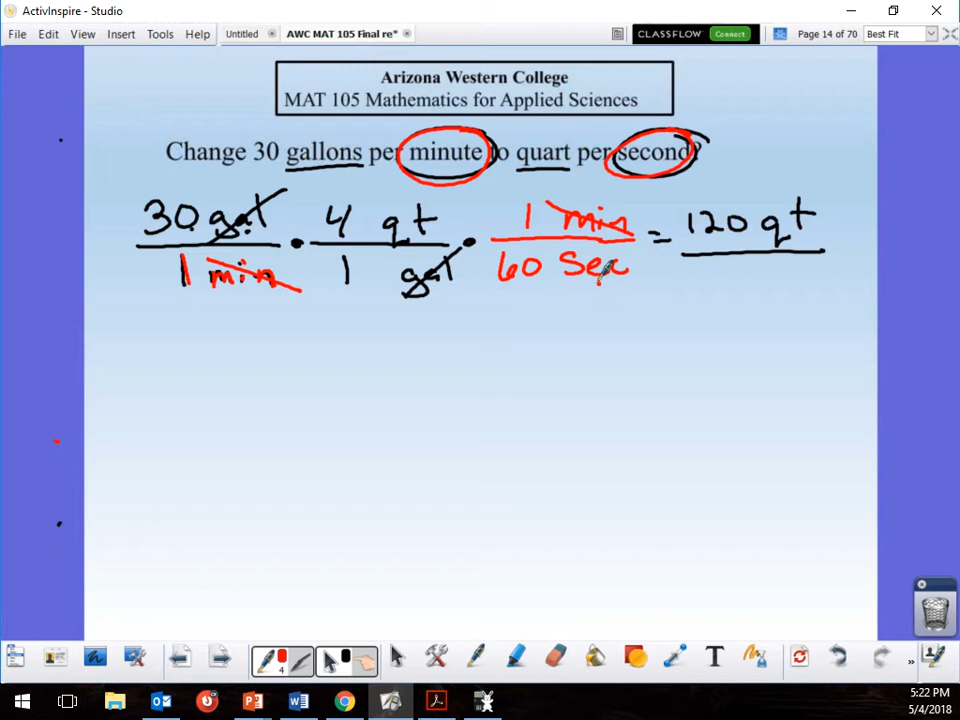 ActivInspire - Studio
File Edit View Insert Tools Help Untitled AWC MAT 105 Final re* CLASSFLOW Connect Page 14 of 70 Best Fit
Arizona Western College
MAT 105 Mathematics for Applied Sciences
Change 30 gallons per minute to quart per second?
30 gal 4 qt 1 min = 120 qt
1 min 1 gal 60 Sec
4
T
5:22 PM
5/4/2018